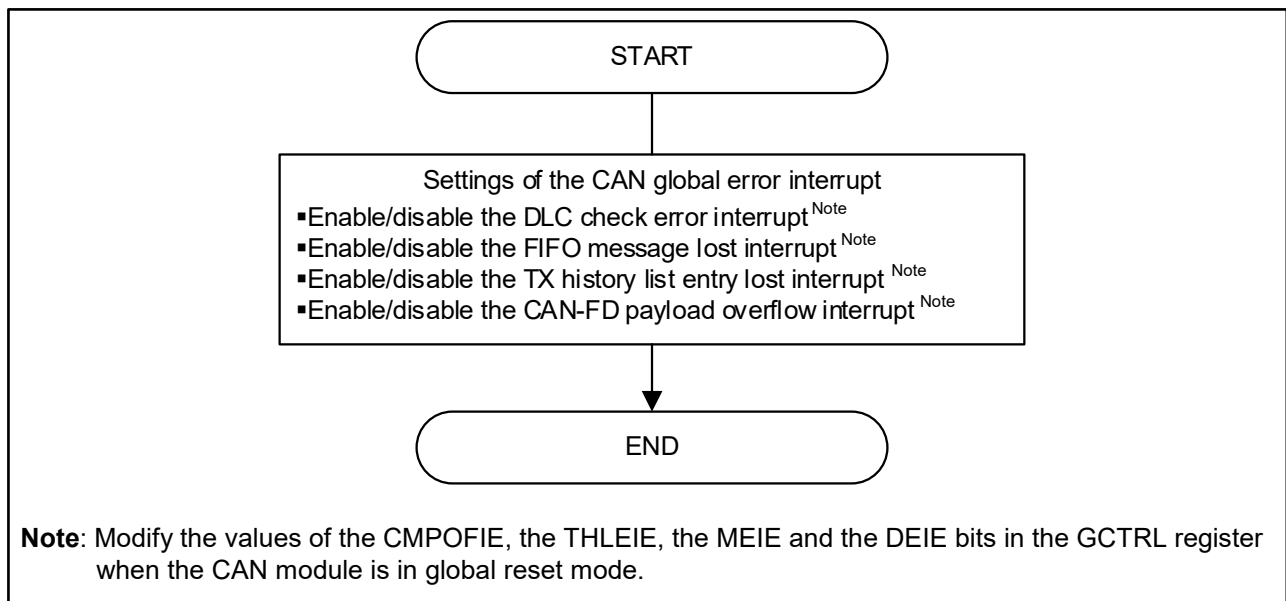 START
Settings of the CAN global error interrupt
▪Enable/disable the DLC check error interrupt Note
▪Enable/disable the FIFO message lost interrupt Note
▪Enable/disable the TX history list entry lost interrupt Note
▪Enable/disable the CAN-FD payload overflow interrupt Note
END
Note: Modify the values of the CMPOFIE, the THLEIE, the MEIE and the DEIE bits in the GCTRL register
when the CAN module is in global reset mode.